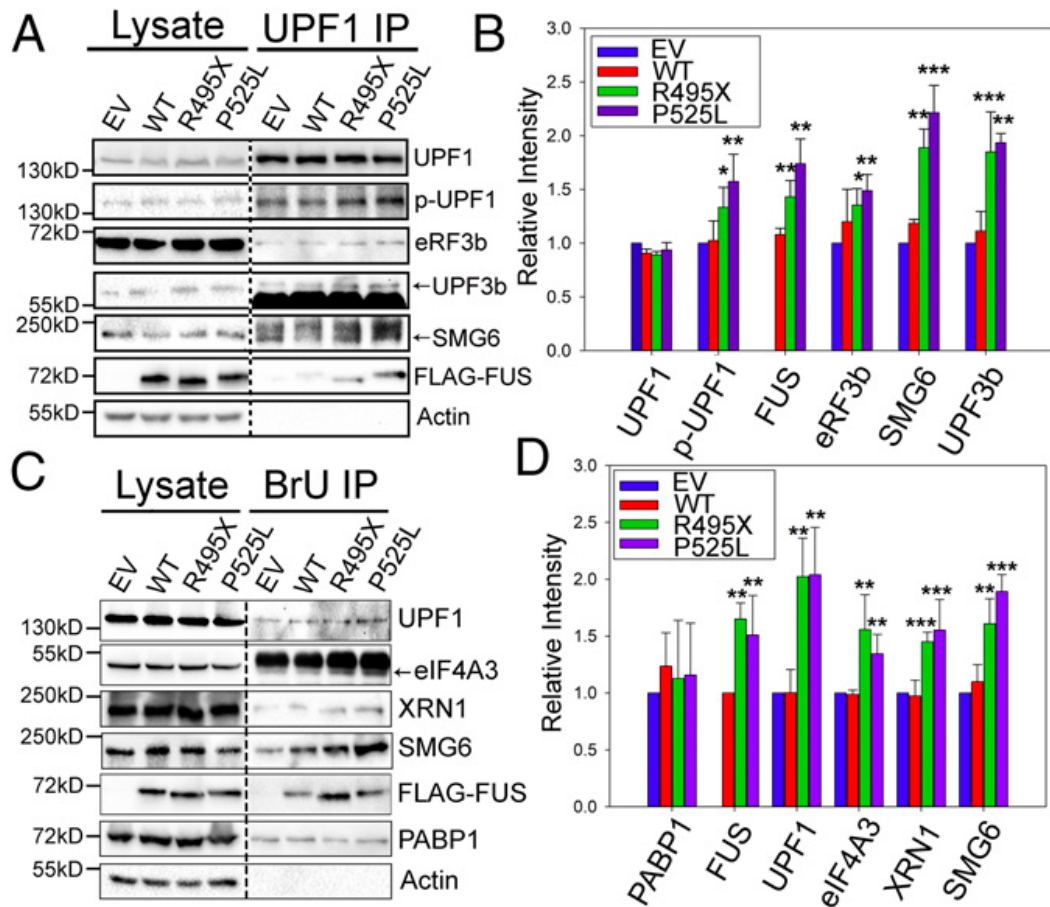 A
Lysate UPF1 IP
EV WT R495X P525L EV WT R495X P525L
130kD UPF1
130kD p-UPF1
72kD eRF3b
55kD ←UPF3b
250kD ←SMG6
72kD FLAG-FUS
55kD Actin
B
Relative Intensity
3.0
2.5
2.0
1.5
1.0
0.5
0.0
EV
WT
R495X
P525L
* ** ** ** * ** ** *** *** **
UPF1 p-UPF1 FUS eRF3b SMG6 UPF3b
C
Lysate BrU IP
EV WT R495X P525L EV WT R495X P525L
130kD UPF1
55kD ←eIF4A3
250kD XRN1
250kD SMG6
72kD FLAG-FUS
72kD PABP1
55kD Actin
D
Relative Intensity
3.0
2.5
2.0
1.5
1.0
0.5
0.0
EV
WT
R495X
P525L
** ** ** ** ** ** *** *** ** ***
PABP1 FUS UPF1 eIF4A3 XRN1 SMG6